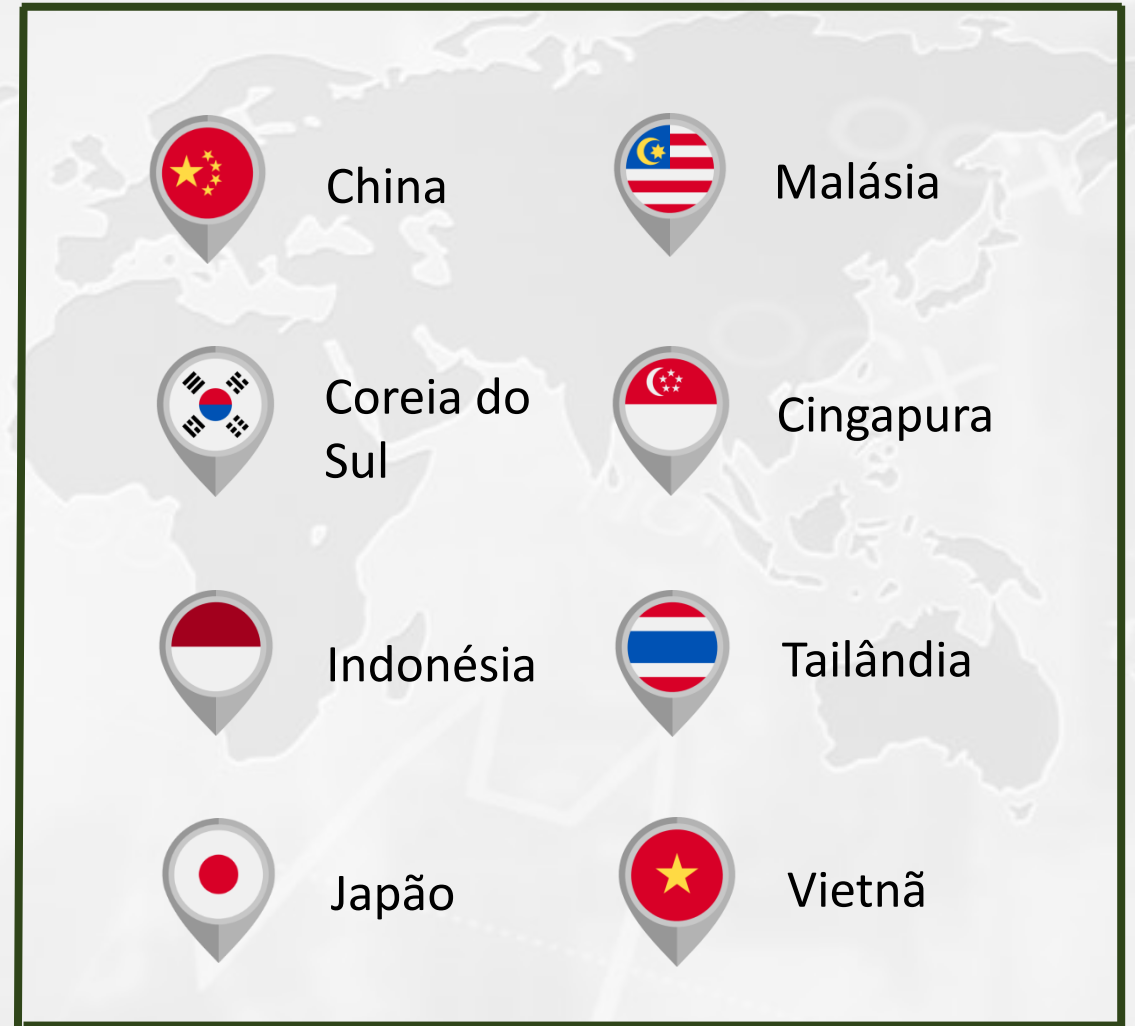 China
Malásia
Coreia do
Sul
Cingapura
Indonésia
Tailândia
Japão
Vietnã